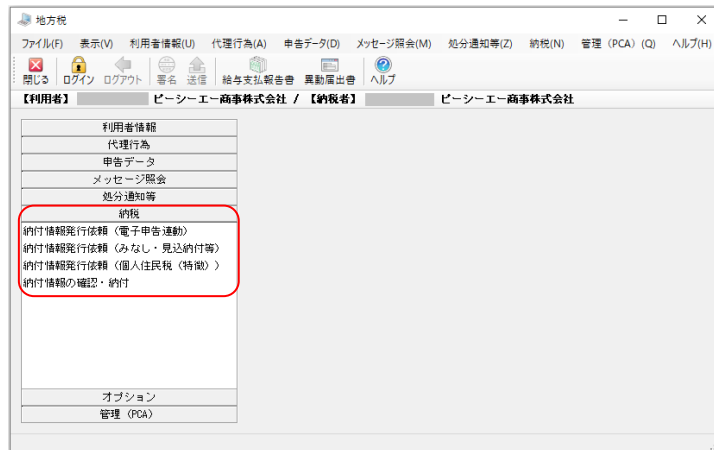 地方税
ファイル(F) 表示(V) 利用者情報(U) 代理行為(A) 申告データ(D) メッセージ照会(M) 処分通知等(Z) 納税(N) 管理（PCA）(Q) ヘルプ(H)
閉じる ログイン ログアウト 署名 送信 給与支払報告書 異動届出書 ヘルプ
【利用者】 ピーシーエー商事株式会社 / 【納税者】 ピーシーエー商事株式会社
利用者情報
代理行為
申告データ
メッセージ照会
処分通知等
納税
納付情報発行依頼（電子申告連動）
納付情報発行依頼（みなし・見込納付等）
納付情報発行依頼（個人住民税（特徴））
納付情報の確認・納付
オプション
管理（PCA）